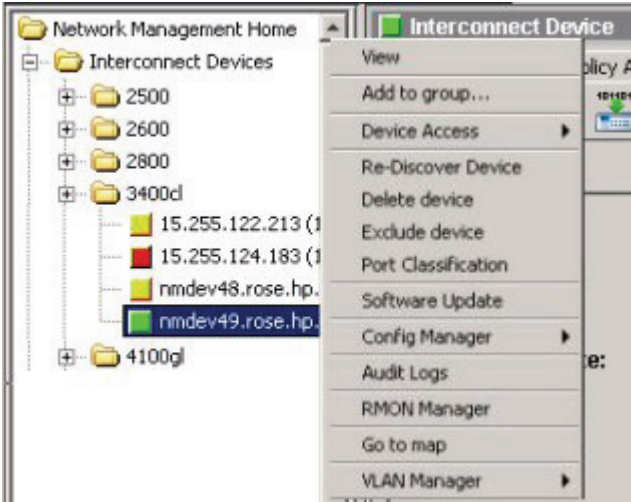 Network Management Home
Interconnect Devices
2500
2600
2800
3400cl
15.255.122.213 (1
15.255.124.183 (1
nmdev48.rose.hp.
nmdev49.rose.hp.
4100gl
Interconnect Device
olicy A
View
Add to group...
Device Access
Re-Discover Device
Delete device
Exclude device
Port Classification
Software Update
Config Manager
Audit Logs
RMON Manager
Go to map
VLAN Manager
e: